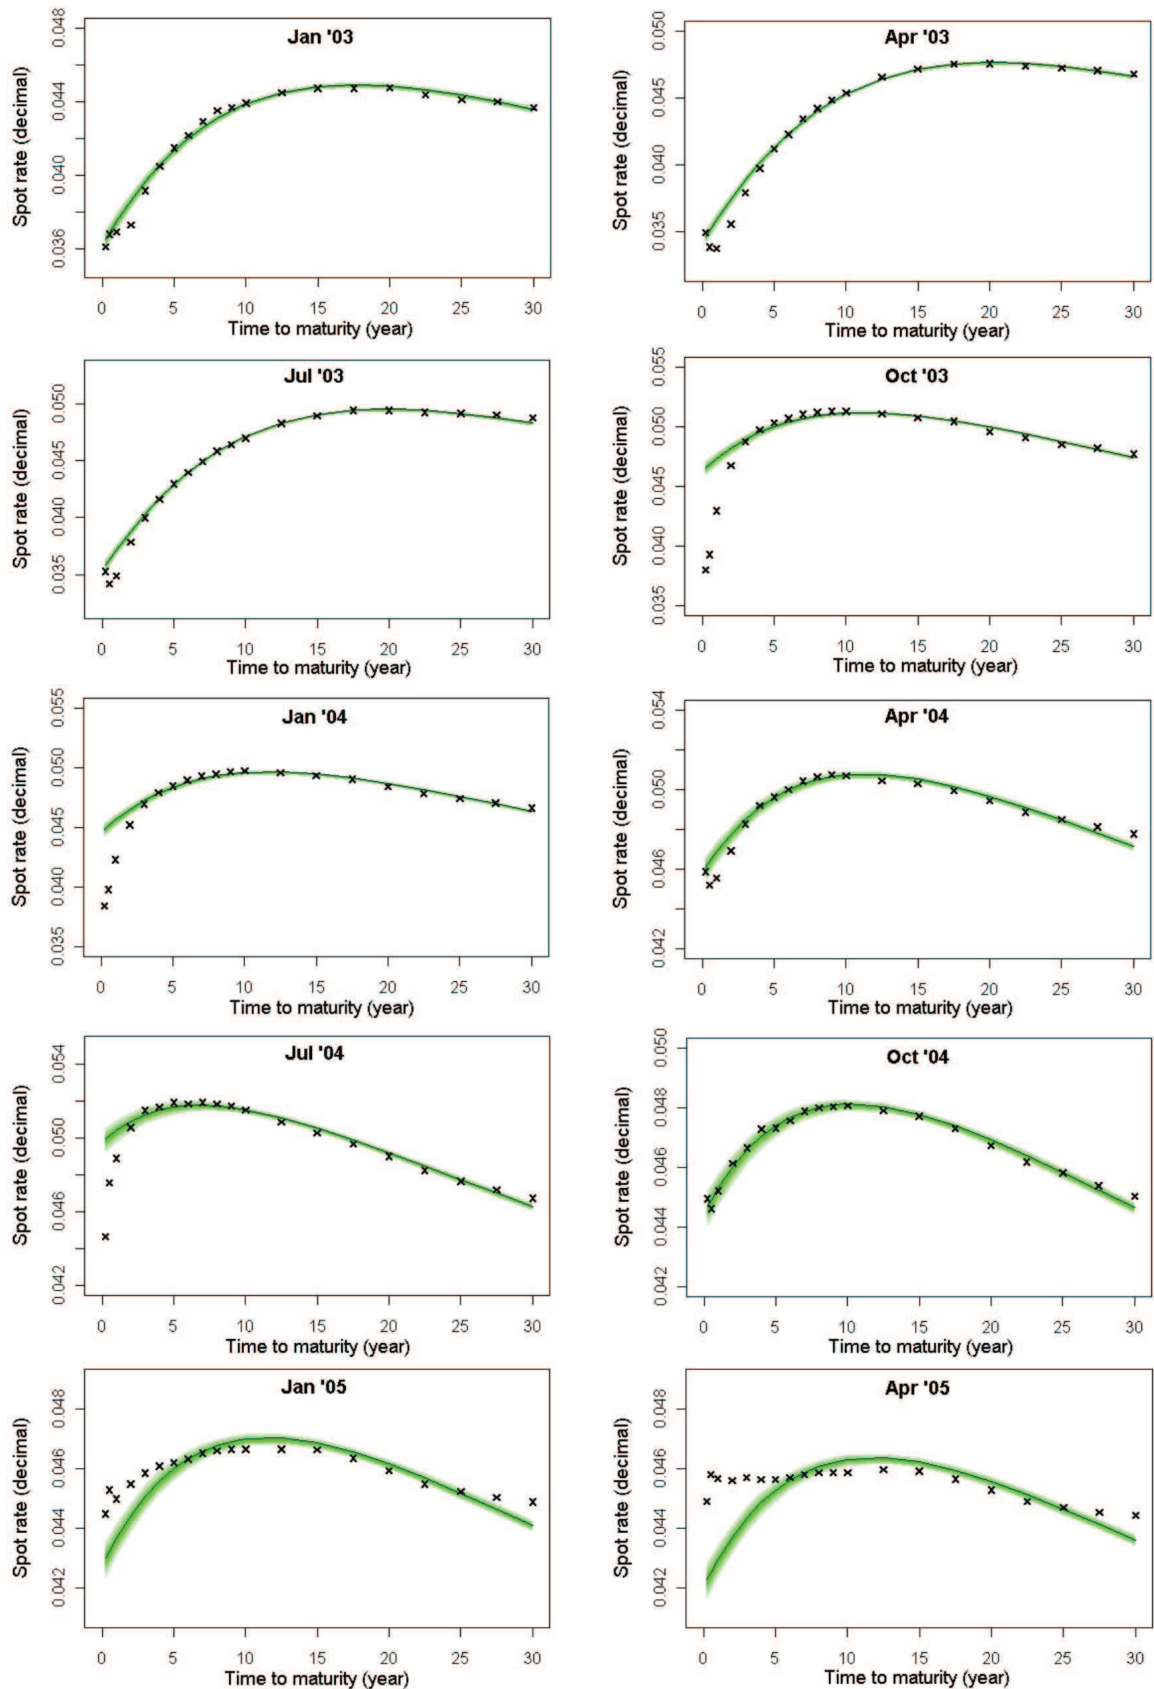 Jan '03
Spot rate (decimal)
0.036 0.040 0.044 0.048
0 5 10 15 20 25 30
Time to maturity (year)
Apr '03
Spot rate (decimal)
0.035 0.040 0.045 0.050
0 5 10 15 20 25 30
Time to maturity (year)
Jul '03
Spot rate (decimal)
0.035 0.040 0.045 0.050
0 5 10 15 20 25 30
Time to maturity (year)
Oct '03
Spot rate (decimal)
0.035 0.040 0.045 0.050 0.055
0 5 10 15 20 25 30
Time to maturity (year)
Jan '04
Spot rate (decimal)
0.035 0.040 0.045 0.050 0.055
0 5 10 15 20 25 30
Time to maturity (year)
Apr '04
Spot rate (decimal)
0.042 0.046 0.050 0.054
0 5 10 15 20 25 30
Time to maturity (year)
Jul '04
Spot rate (decimal)
0.042 0.046 0.050 0.054
0 5 10 15 20 25 30
Time to maturity (year)
Oct '04
Spot rate (decimal)
0.042 0.044 0.046 0.048 0.050
0 5 10 15 20 25 30
Time to maturity (year)
Jan '05
Spot rate (decimal)
0.042 0.044 0.046 0.048
0 5 10 15 20 25 30
Time to maturity (year)
Apr '05
Spot rate (decimal)
0.042 0.044 0.046 0.048
0 5 10 15 20 25 30
Time to maturity (year)